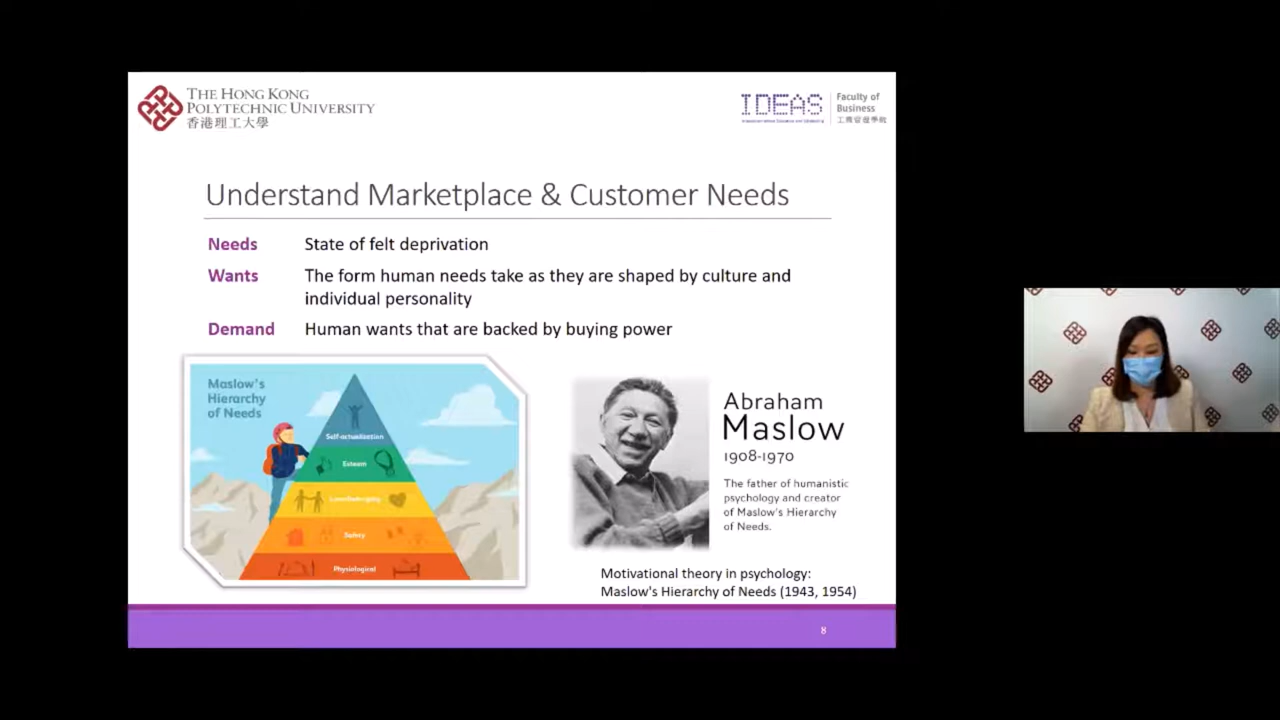 THE HONG KONG
POLYTECHNIC UNIVERSITY
香港理工大學
IDEAS
Faculty of
Business
工商管理學院
Understand Marketplace & Customer Needs
Needs State of felt deprivation
Wants The form human needs take as they are shaped by culture and
individual personality
Demand Human wants that are backed by buying power
Maslow's
Hierarchy
of Needs
Self-actualization
Esteem
Love/belonging
Safety
Physiological
Abraham
Maslow
1908-1970
The father of humanistic
psychology and creator
of Maslow's Hierarchy
of Needs.
Motivational theory in psychology:
Maslow's Hierarchy of Needs (1943, 1954)
8